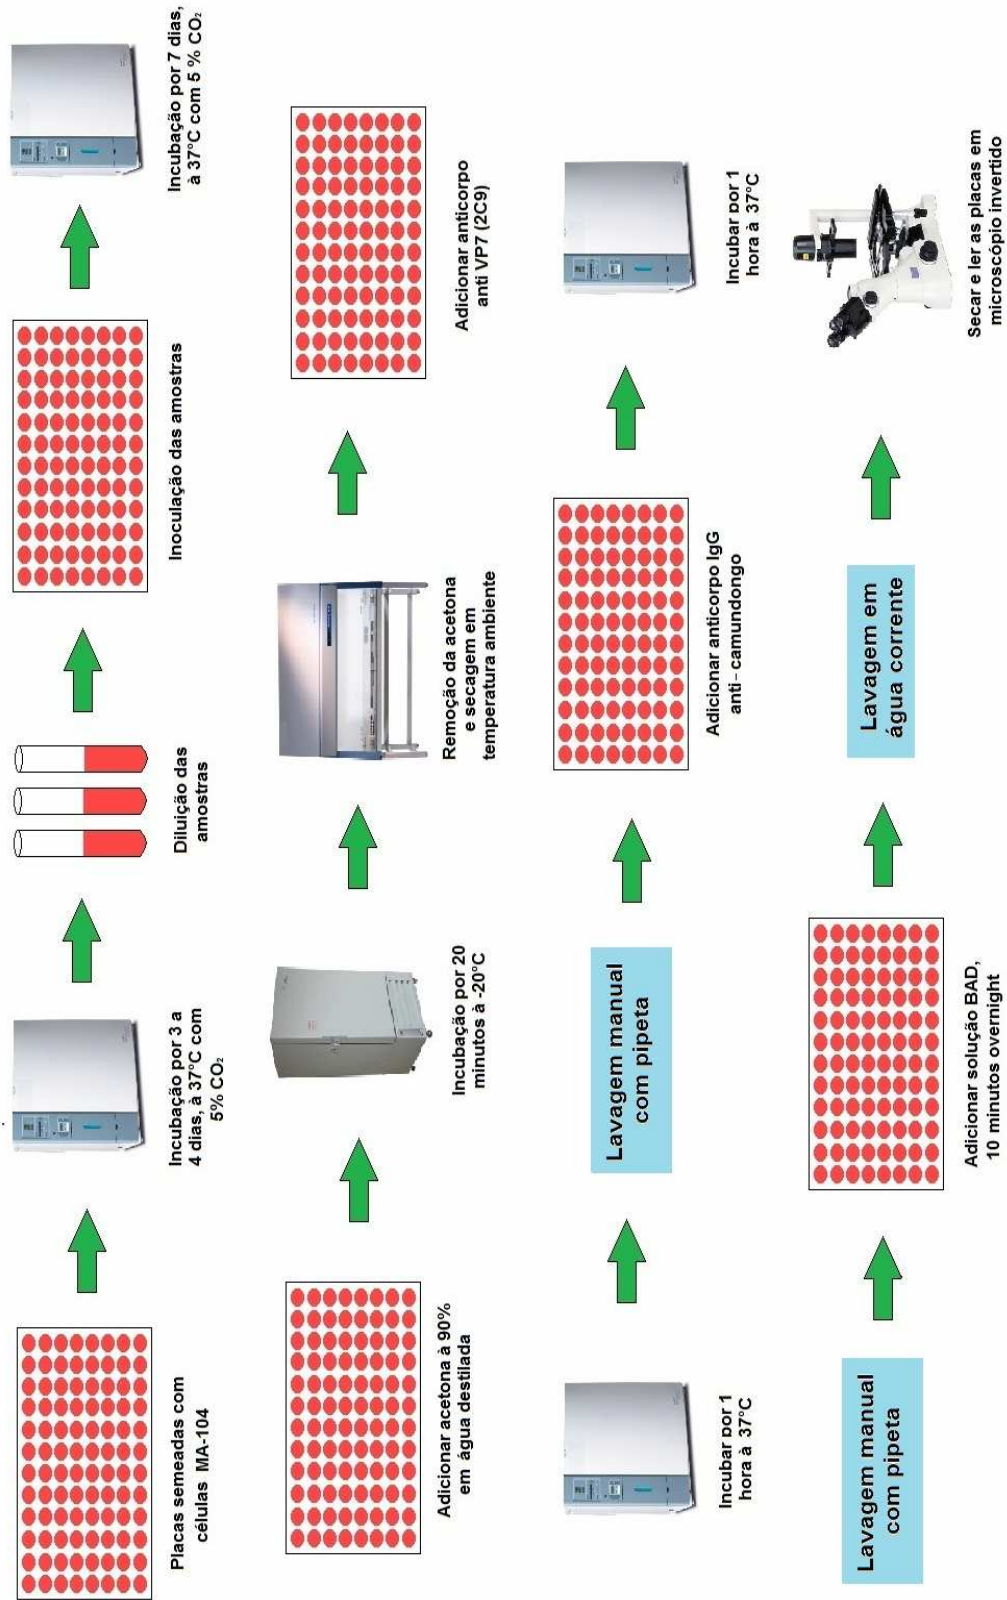 Placas semeadas com
células MA-104
Incubação por 3 a
4 dias, à 37°C com
5% CO₂
Diluição das
amostras
Inoculação das amostras
Incubação por 7 dias,
à 37°C com 5 % CO₂
Adicionar acetona à 90%
em água destilada
Incubação por 20
minutos à -20°C
Remoção da acetona
e secagem em
temperatura ambiente
Adicionar anticorpo
anti VP7 (2C9)
Incubar por 1
hora à 37°C
Lavagem manual
com pipeta
Adicionar anticorpo IgG
anti- camundongo
Incubar por 1
hora à 37°C
Lavagem manual
com pipeta
Adicionar solução BAD,
10 minutos overnight
Lavagem em
água corrente
Secar e ler as placas em
microscópio invertido